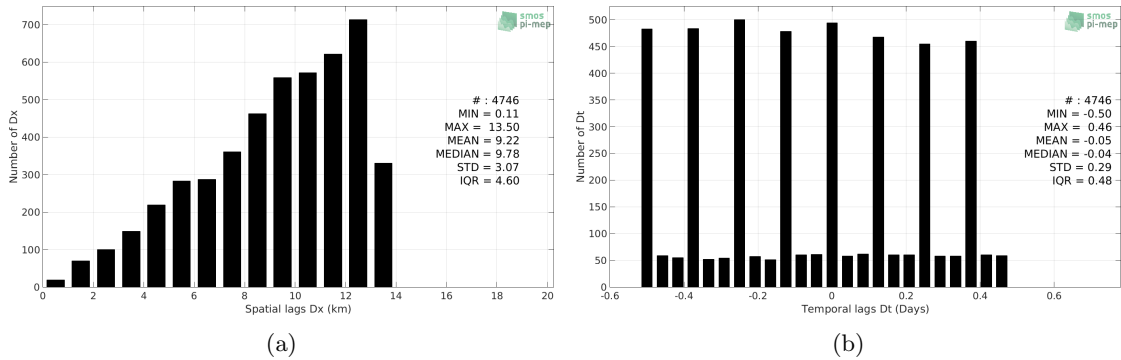 smos
pi-mep
700
600
500
400
300
200
100
0
Number of Dx
# : 4746
MIN = 0.11
MAX = 13.50
MEAN = 9.22
MEDIAN = 9.78
STD = 3.07
IQR = 4.60
0 2 4 6 8 10 12 14 16 18 20
Spatial lags Dx (km)
(a)
smos
pi-mep
500
450
400
350
300
250
200
150
100
50
0
Number of Dt
# : 4746
MIN = -0.50
MAX = 0.46
MEAN = -0.05
MEDIAN = -0.04
STD = 0.29
IQR = 0.48
-0.6 -0.4 -0.2 0 0.2 0.4 0.6
Temporal lags Dt (Days)
(b)